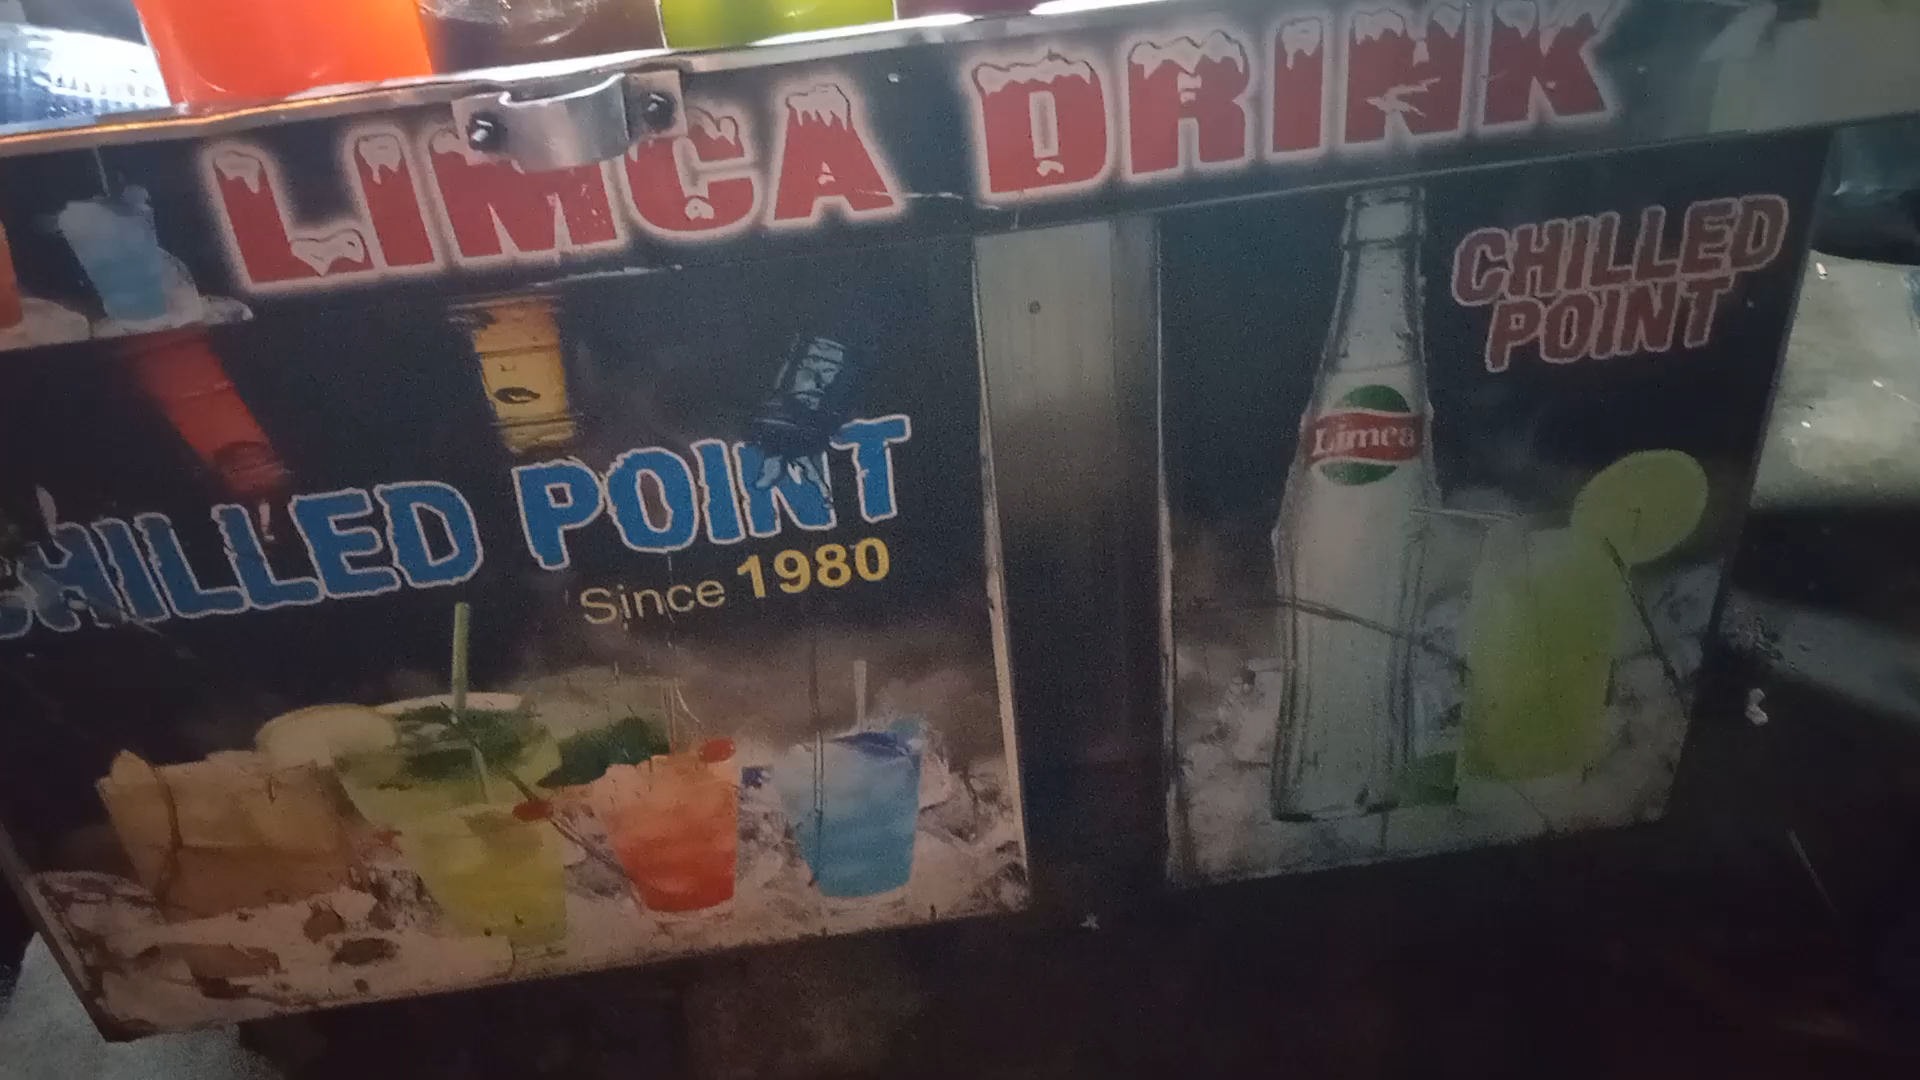 LIMCA DRINK
CHILLED POINT
Since 1980
CHILLED
POINT
Limca